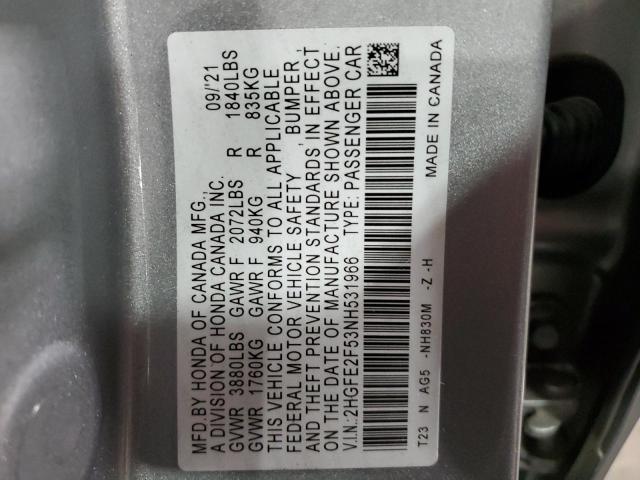 MFD. BY HONDA OF CANADA MFG., 09/'21
A DIVISION OF HONDA CANADA INC.
GVWR 3880LBS GAWR F 2072LBS R 1840LBS
GVWR 1760KG GAWR F 940KG R 835KG
THIS VEHICLE CONFORMS TO ALL APPLICABLE
FEDERAL MOTOR VEHICLE SAFETY , BUMPER ,
AND THEFT PREVENTION STANDARDS IN EFFECT
ON THE DATE OF MANUFACTURE SHOWN ABOVE.
V.I.N.: 2HGFE2F53NH531966 TYPE: PASSENGER CAR
T23 N AG5 -NH830M -Z -H MADE IN CANADA